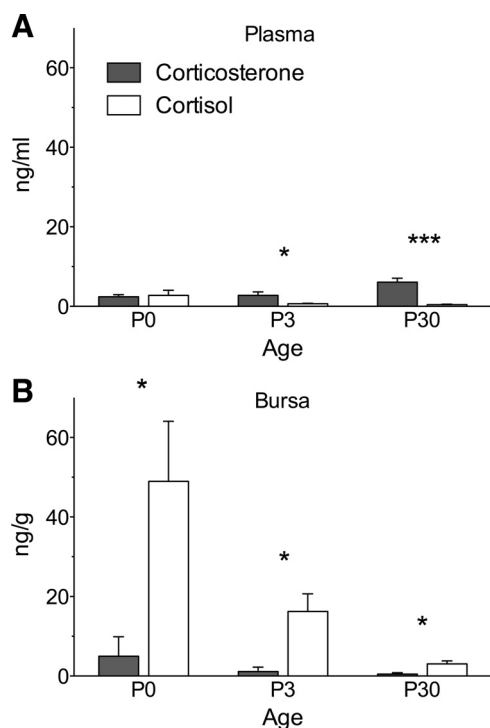 A
Plasma
60
Corticosterone
Cortisol
40
ng/ml
20
*
***
0
P0 P3 P30
Age
B
Bursa
*
60
40
ng/g
*
20
*
0
P0 P3 P30
Age